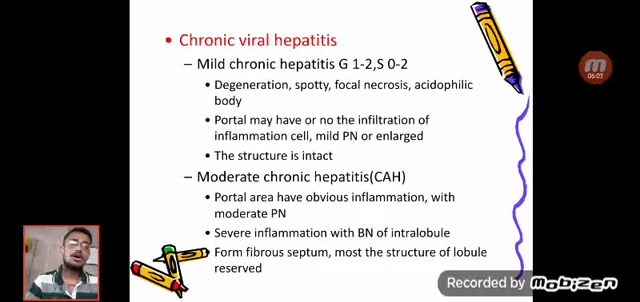 Chronic viral hepatitis
– Mild chronic hepatitis G 1-2,S 0-2
• Degeneration, spotty, focal necrosis, acidophilic
body
• Portal may have or no the infiltration of
inflammation cell, mild PN or enlarged
• The structure is intact
– Moderate chronic hepatitis(CAH)
• Portal area have obvious inflammation, with
moderate PN
• Severe inflammation with BN of intralobule
Form fibrous septum, most the structure of lobule
reserved
06:03
Recorded by mobizen